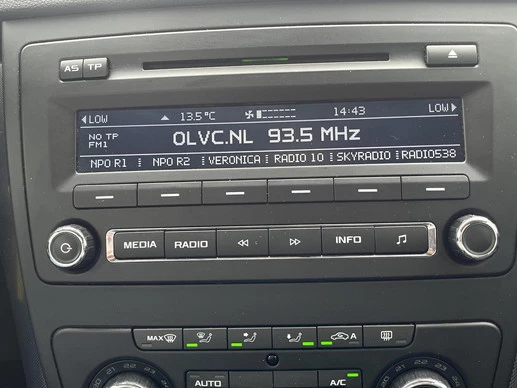 AS TP
LOW 13.5°C 14:43 LOW
NO TP
FM1
OLVC.NL 93.5 MHz
NPO R1 NPO R2 VERONICA RADIO 10 SKYRADIO RADIO538
MEDIA RADIO INFO
MAX A
AUTO A/C